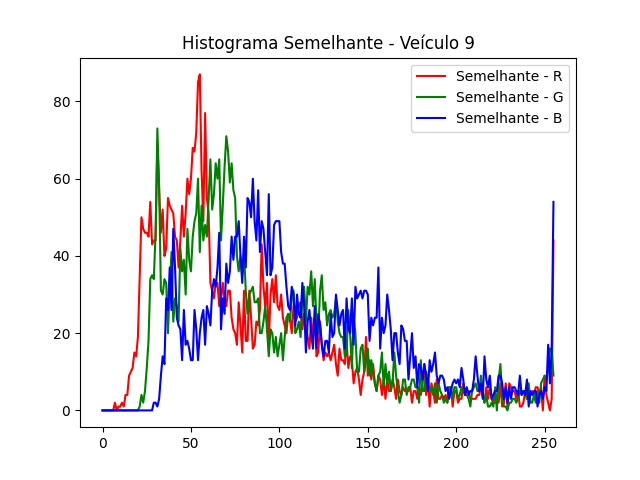 Histograma Semelhante - Veículo 9
Semelhante - R
Semelhante - G
Semelhante - B
80
60
40
20
0
0 50 100 150 200 250